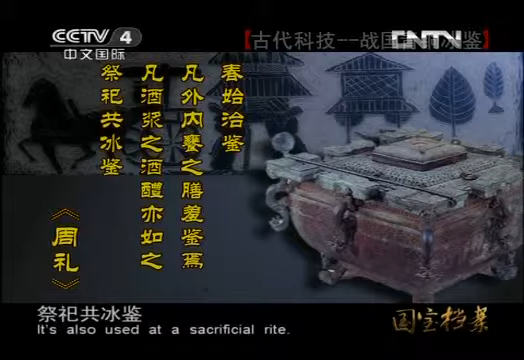 CCTV 4
中文国际
CNTV
【古代科技--战国 冰鉴】
春始治鉴
凡外内饔之膳羞鉴焉
凡酒浆之酒醴亦如之
祭祀共冰鉴
《周礼》
祭祀共冰鉴
It's also used at a sacrificial rite.
国宝档案